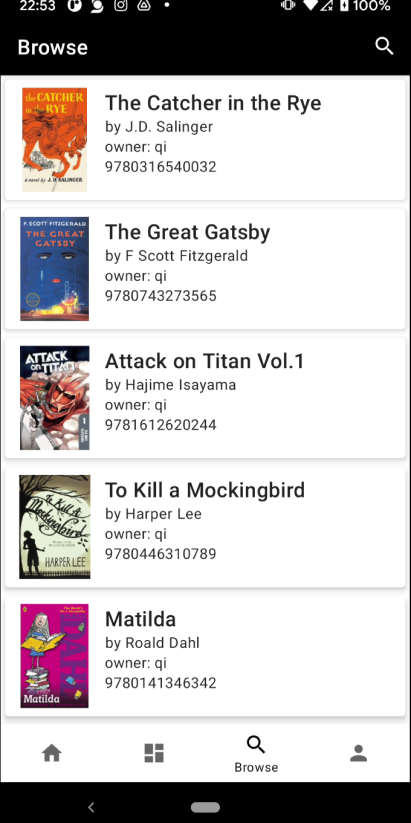 22:53
100%
Browse
the CATCHER
in the RYE
a novel by J.D. SALINGER
The Catcher in the Rye
by J.D. Salinger
owner: qi
9780316540032
F. SCOTT FITZGERALD
THE GREAT
GATSBY
The Great Gatsby
by F Scott Fitzgerald
owner: qi
9780743273565
ATTACK
ON TITAN
1
Attack on Titan Vol.1
by Hajime Isayama
owner: qi
9781612620244
To Kill A
Mockingbird
HARPER LEE
To Kill a Mockingbird
by Harper Lee
owner: qi
9780446310789
DAHL
Matilda
Matilda
by Roald Dahl
owner: qi
9780141346342
Browse